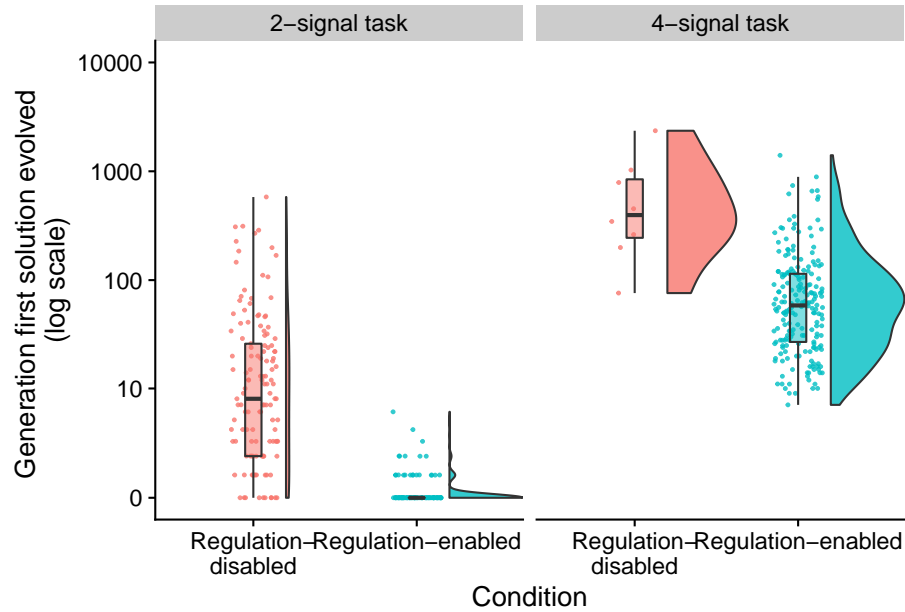 2−signal task
4−signal task
10000
1000
100
10
0
Generation first solution evolved
(log scale)
Regulation−
disabled
Regulation−enabled
Regulation−
disabled
Regulation−enabled
Condition